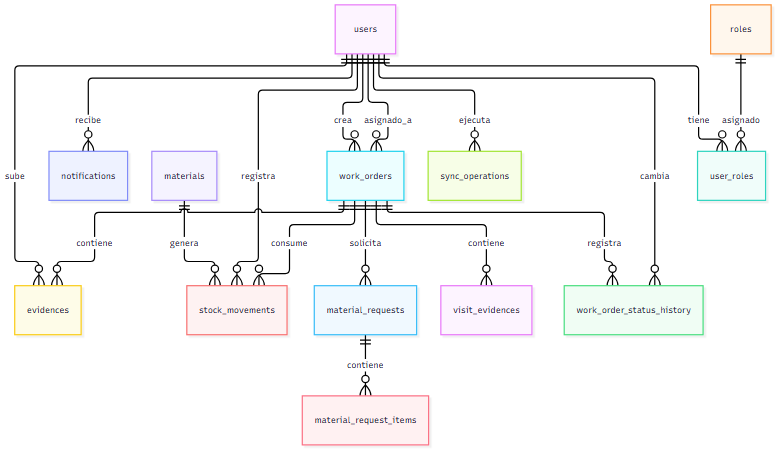 users
roles
recibe
crea
asignado_a
ejecuta
tiene
asignado
sube
notifications
materials
registra
work_orders
sync_operations
cambia
user_roles
contiene
genera
consume
solicita
contiene
registra
evidences
stock_movements
material_requests
visit_evidences
work_order_status_history
contiene
material_request_items